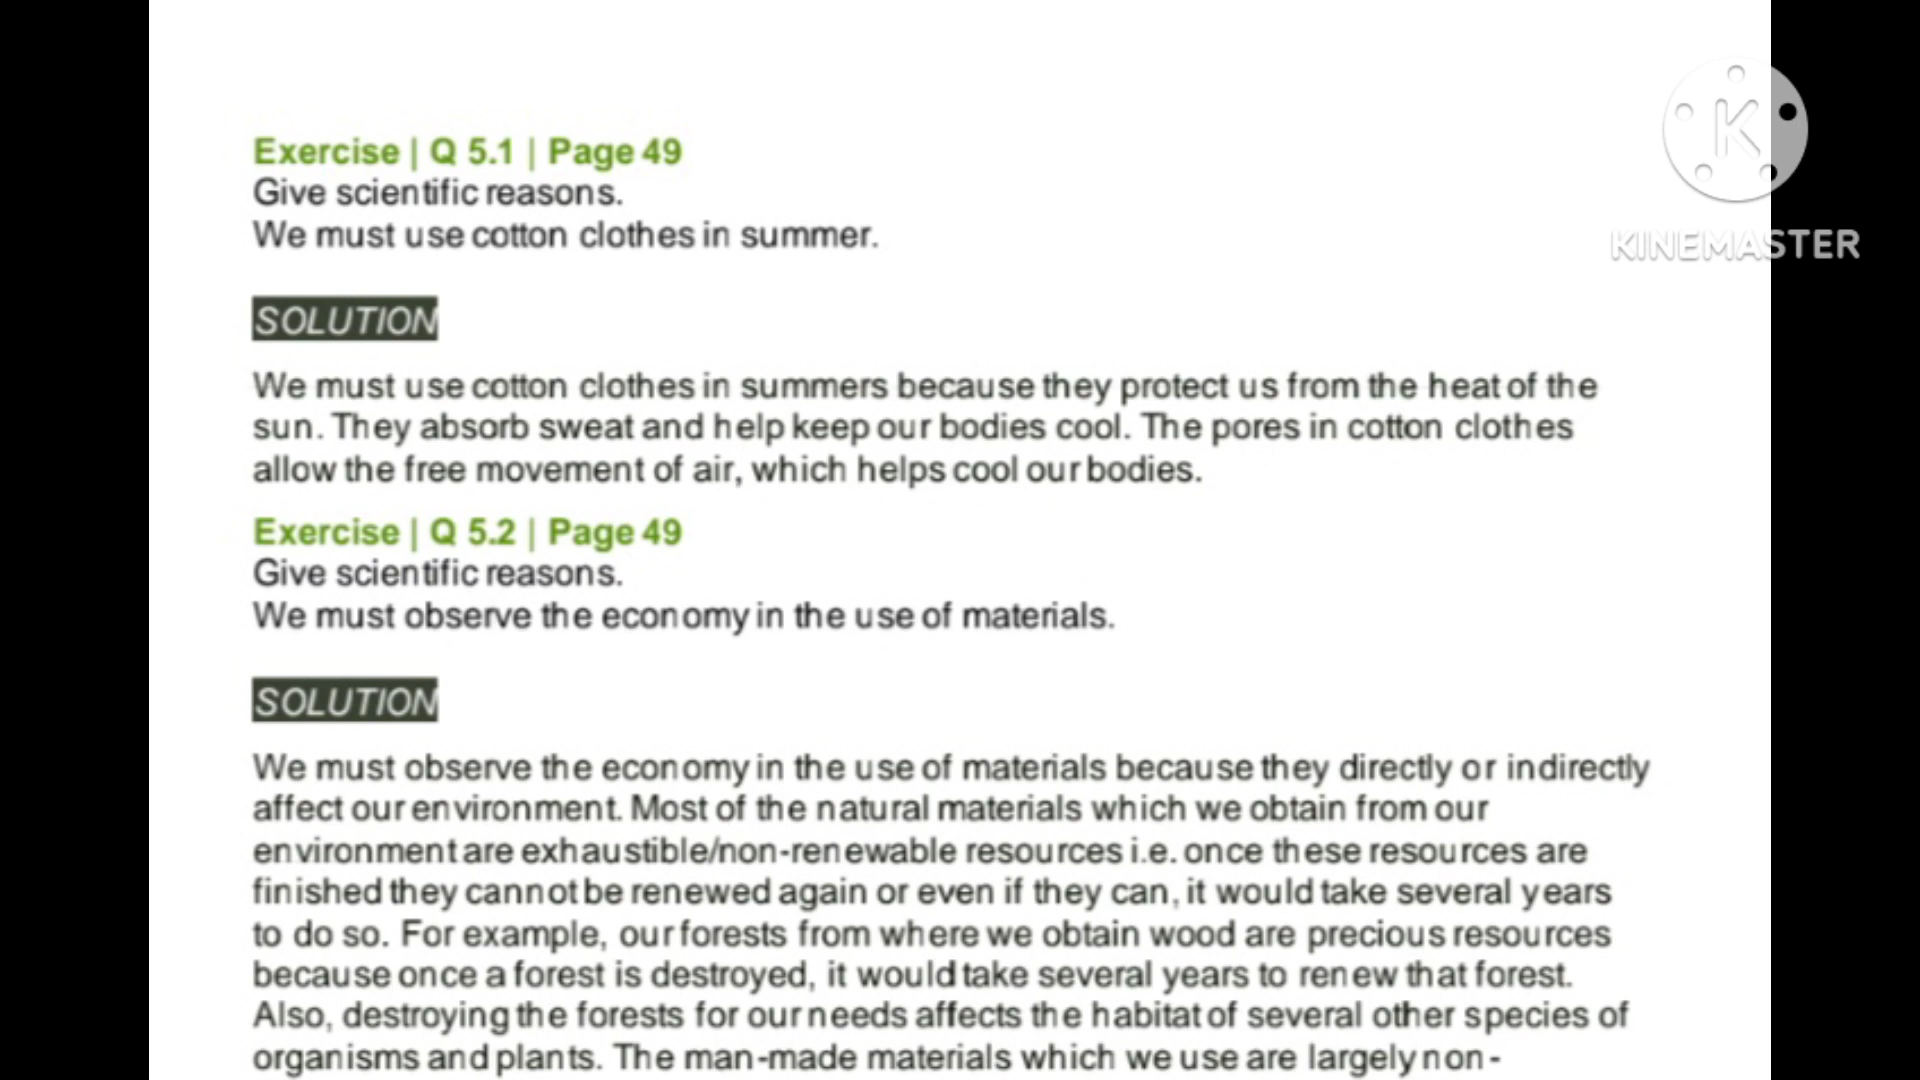 Exercise | Q 5.1 | Page 49
Give scientific reasons.
We must use cotton clothes in summer.
KINEMASTER
SOLUTION
We must use cotton clothes in summers because they protect us from the heat of the
sun. They absorb sweat and help keep our bodies cool. The pores in cotton clothes
allow the free movement of air, which helps cool our bodies.
Exercise | Q 5.2 | Page 49
Give scientific reasons.
We must observe the economy in the use of materials.
SOLUTION
We must observe the economy in the use of materials because they directly or indirectly
affect our environment. Most of the natural materials which we obtain from our
environment are exhaustible/non-renewable resources i.e. once these resources are
finished they cannot be renewed again or even if they can, it would take several years
to do so. For example, our forests from where we obtain wood are precious resources
because once a forest is destroyed, it would take several years to renew that forest.
Also, destroying the forests for our needs affects the habitat of several other species of
organisms and plants. The man-made materials which we use are largely non-